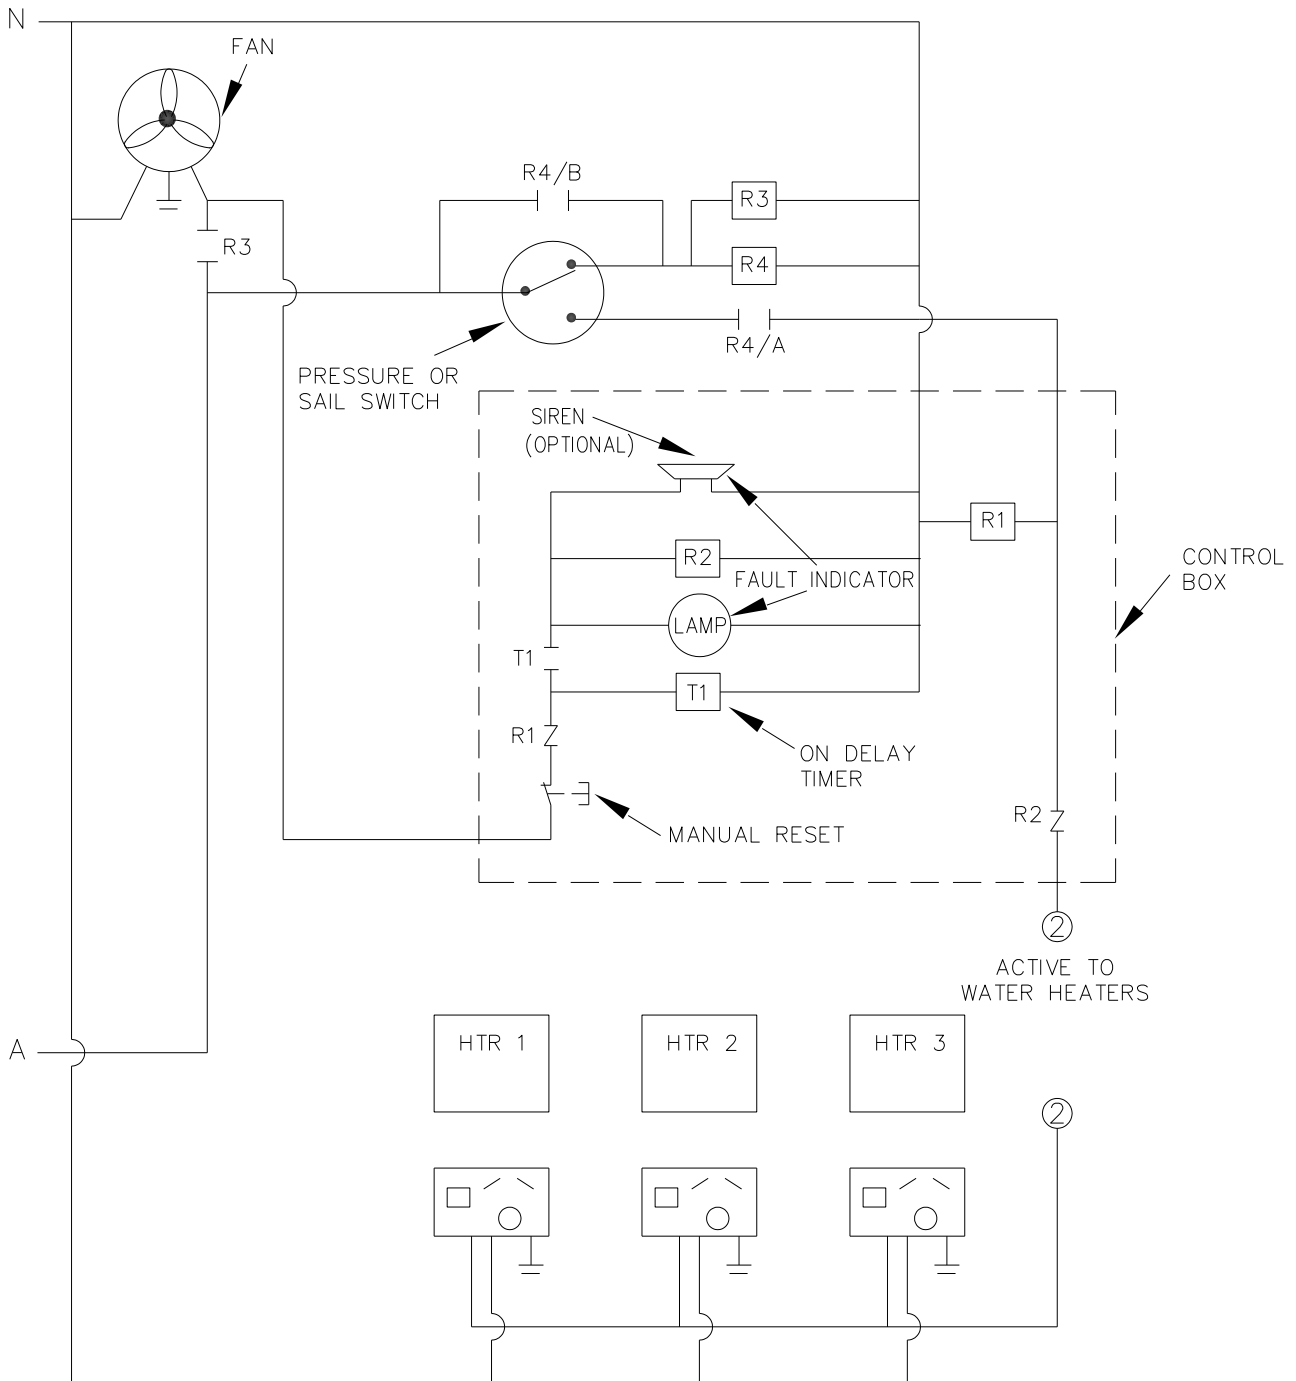 N
FAN
R4/B
R3
R3
R4
R4/A
PRESSURE OR
SAIL SWITCH
SIREN
(OPTIONAL)
R1
R2
FAULT INDICATOR
CONTROL
BOX
LAMP
T1
T1
R1
ON DELAY
TIMER
R2
MANUAL RESET
2
ACTIVE TO
WATER HEATERS
A
HTR 1
HTR 2
HTR 3
2